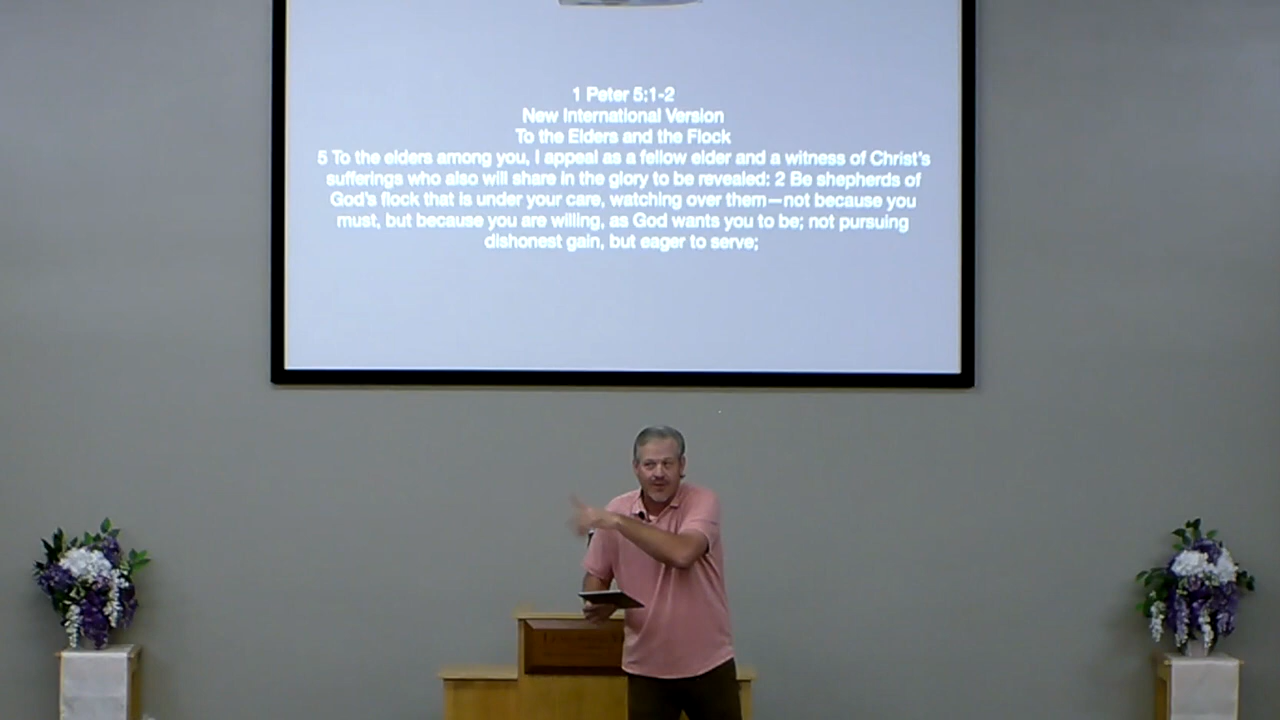 1 Peter 5:1-2
New International Version
To the Elders and the Flock
5 To the elders among you, I appeal as a fellow elder and a witness of Christ's
sufferings who also will share in the glory to be revealed: 2 Be shepherds of
God's flock that is under your care, watching over them—not because you
must, but because you are willing, as God wants you to be; not pursuing
dishonest gain, but eager to serve;